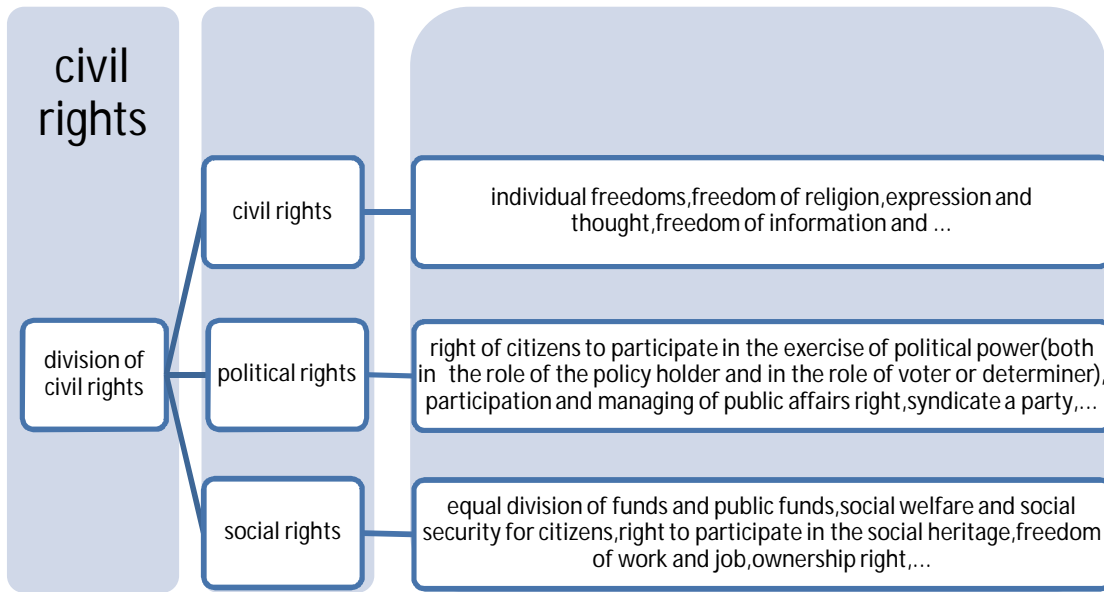 civil
rights
civil rights
individual freedoms,freedom of religion,expression and
thought,freedom of information and ...
division of
civil rights
political rights
right of citizens to participate in the exercise of political power(both
in the role of the policy holder and in the role of voter or determiner),
participation and managing of public affairs right,syndicate a party,...
social rights
equal division of funds and public funds,social welfare and social
security for citizens,right to participate in the social heritage,freedom
of work and job,ownership right,...